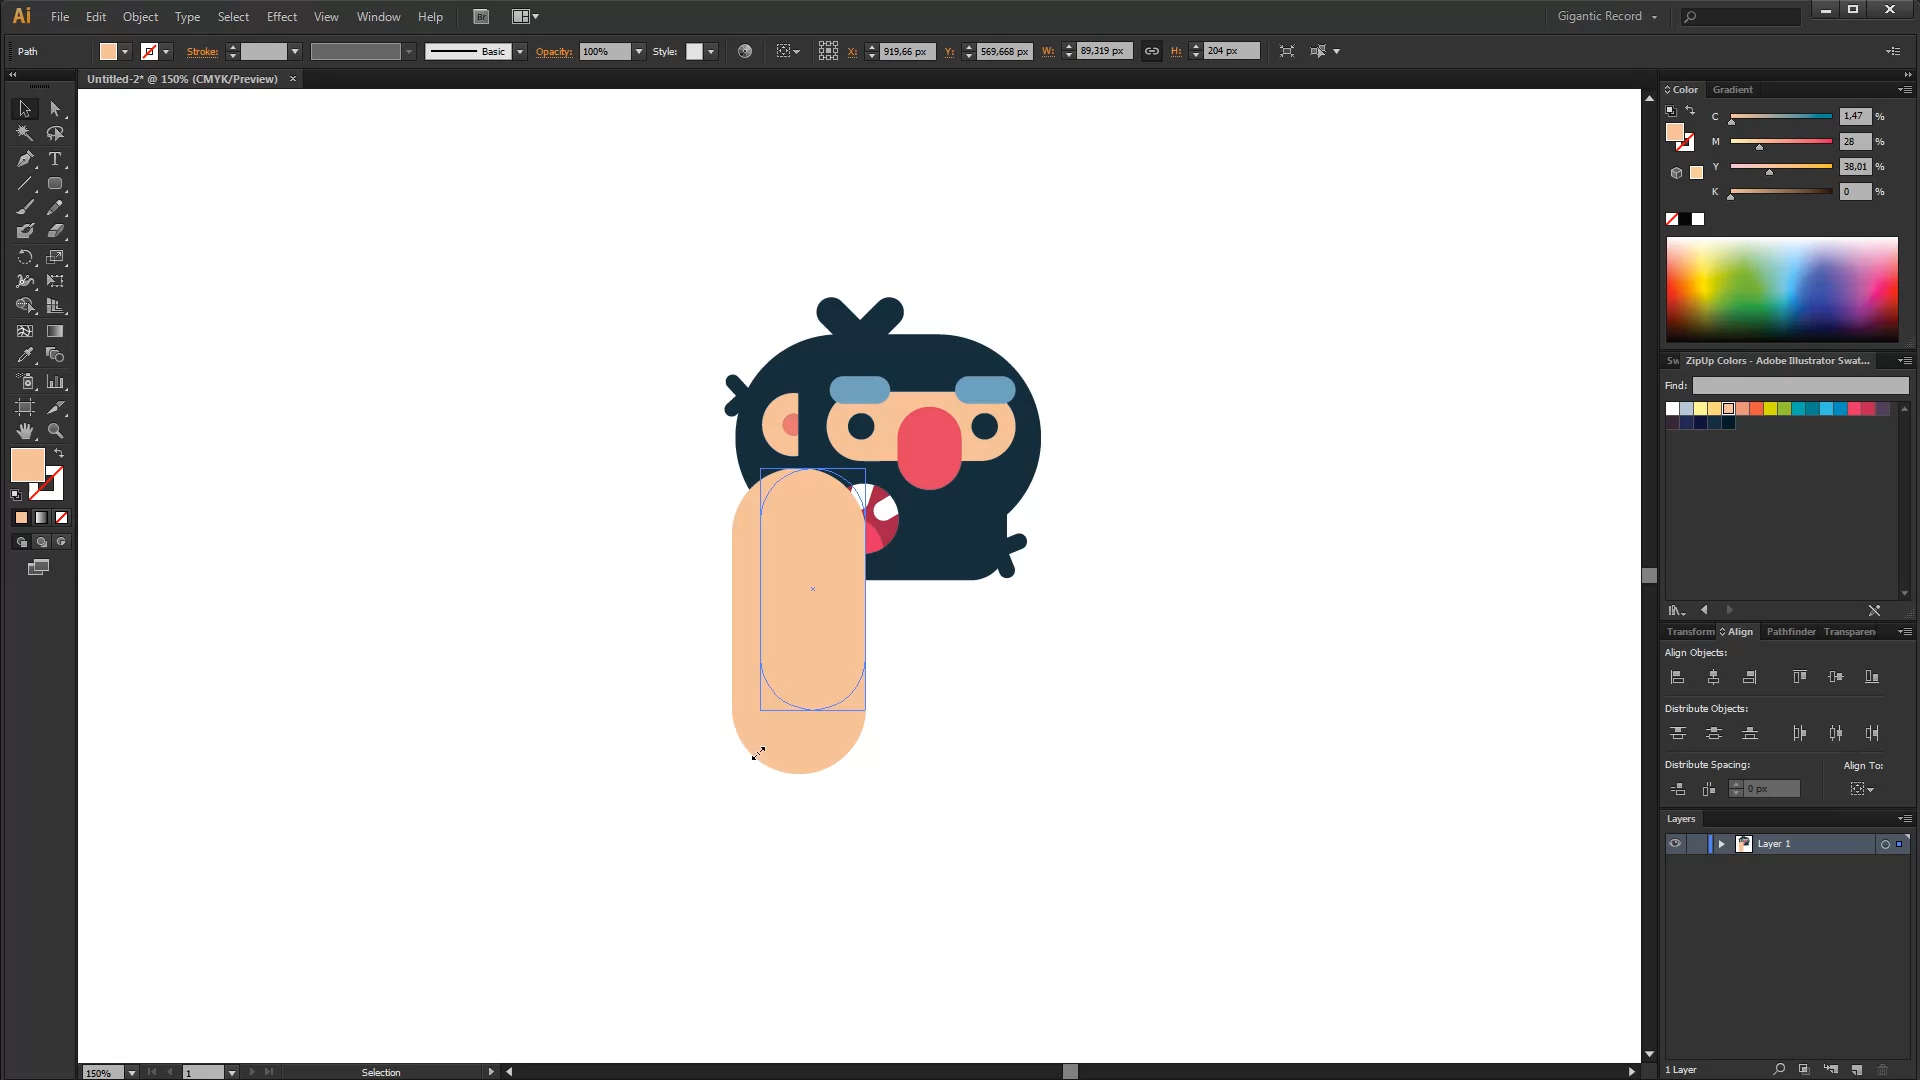 Ai File Edit Object Type Select Effect View Window Help Br Gigantic Record
Path Stroke: Basic Opacity: 100% Style: X: 919,66 px Y: 569,668 px W: 89,319 px H: 204 px
Untitled-2* @ 150% (CMYK/Preview)
Color Gradient
C 1,47 %
M 28 %
Y 38,01 %
K 0 %
Sw ZipUp Colors - Adobe Illustrator Swat...
Find:
Transform Align Pathfinder Transparen
Align Objects:
Distribute Objects:
Distribute Spacing: Align To:
0 px
Layers
Layer 1
1 Layer
150% 1 Selection